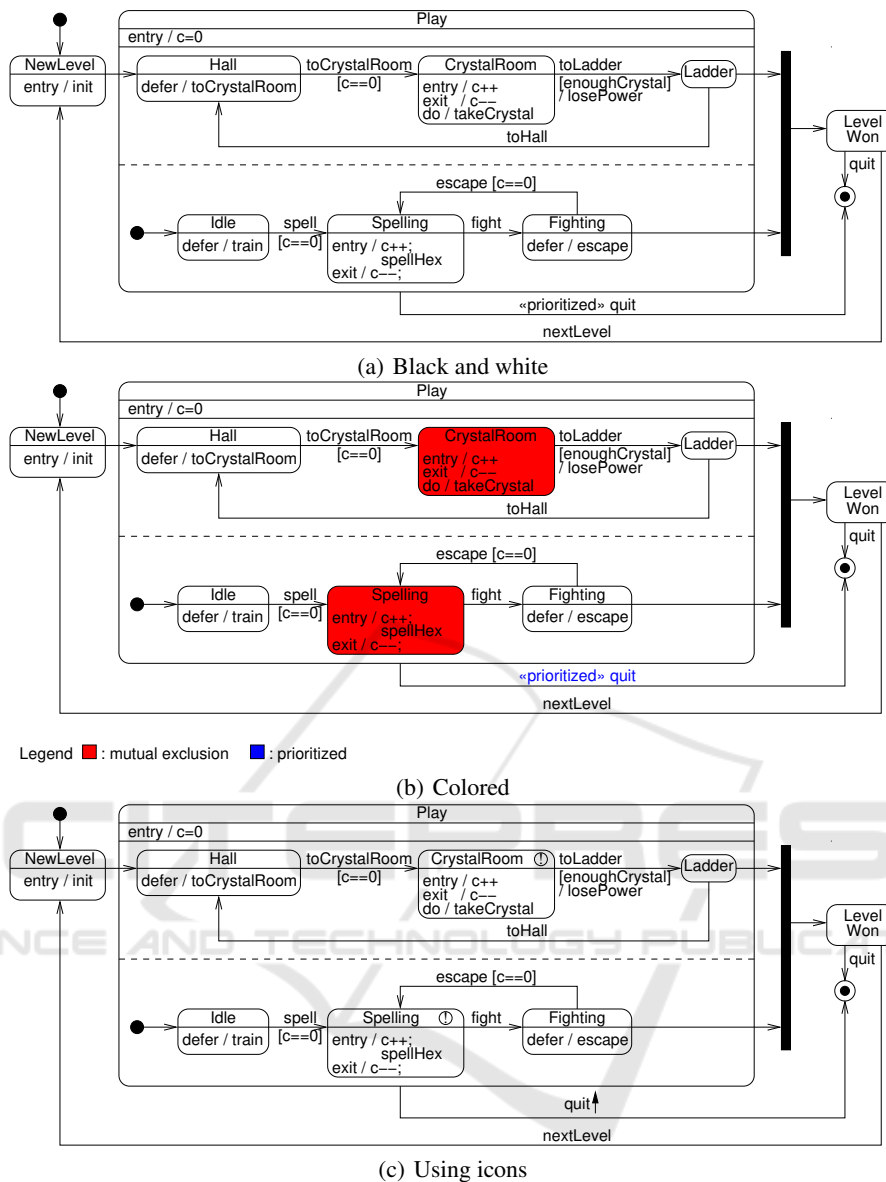 Play
entry / c=0
NewLevel
entry / init
Hall
defer / toCrystalRoom
toCrystalRoom
[c==0]
CrystalRoom
entry / c++
exit / c−−
do / takeCrystal
toLadder
[enoughCrystal]
/ losePower
Ladder
toHall
Level
Won
quit
escape [c==0]
Idle
defer / train
spell
[c==0]
Spelling
entry / c++;
spellHex
exit / c−−;
fight
Fighting
defer / escape
«prioritized» quit
nextLevel
(a) Black and white
Play
entry / c=0
NewLevel
entry / init
Hall
defer / toCrystalRoom
toCrystalRoom
[c==0]
CrystalRoom
entry / c++
exit / c−−
do / takeCrystal
toLadder
[enoughCrystal]
/ losePower
Ladder
toHall
Level
Won
quit
escape [c==0]
Idle
defer / train
spell
[c==0]
Spelling
entry / c++;
spellHex
exit / c−−;
fight
Fighting
defer / escape
«prioritized» quit
nextLevel
Legend : mutual exclusion : prioritized
(b) Colored
Play
entry / c=0
NewLevel
entry / init
Hall
defer / toCrystalRoom
toCrystalRoom
[c==0]
CrystalRoom !
entry / c++
exit / c−−
do / takeCrystal
toLadder
[enoughCrystal]
/ losePower
Ladder
toHall
Level
Won
quit
escape [c==0]
Idle
defer / train
spell
[c==0]
Spelling !
entry / c++;
spellHex
exit / c−−;
fight
Fighting
defer / escape
quit
nextLevel
(c) Using icons